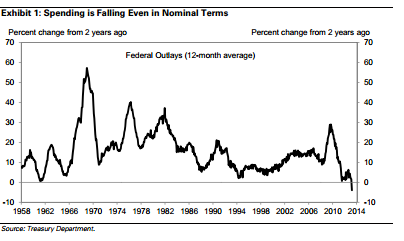 Exhibit 1: Spending is Falling Even in Nominal Terms
Percent change from 2 years ago Percent change from 2 years ago
Federal Outlays (12-month average)
70 70
60 60
50 50
40 40
30 30
20 20
10 10
0 0
-10 -10
1958 1962 1966 1970 1974 1978 1982 1986 1990 1994 1998 2002 2006 2010 2014
Source: Treasury Department.